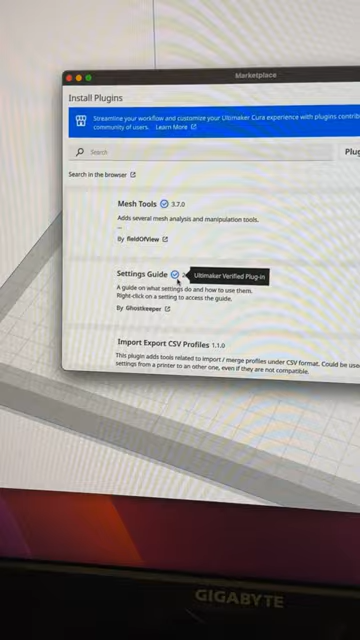 Marketplace
Install Plugins
Streamline your workflow and customize your Ultimaker Cura experience with plugins contrib
community of users. Learn More
Search
Plug
Search in the browser
Mesh Tools 3.7.0
Adds several mesh analysis and manipulation tools.
...
By fieldOfView
Settings Guide 2
Ultimaker Verified Plug-in
A guide on what settings do and how to use them.
Right-click on a setting to access the guide.
By Ghostkeeper
Import Export CSV Profiles 1.1.0
This plugin adds tools related to import / merge profiles under CSV format. Could be use
settings from a printer to an other one, even if they are not compatible.
GIGABYTE